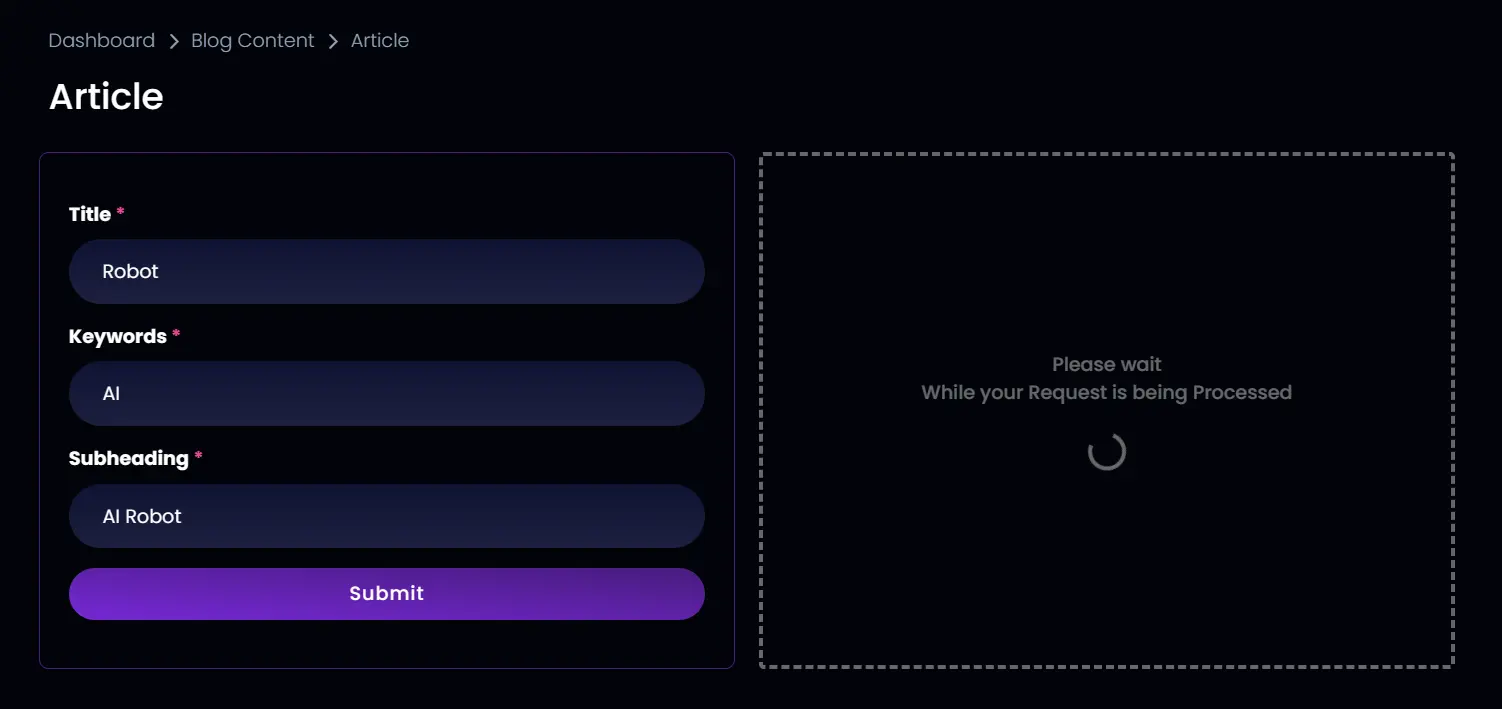 Dashboard > Blog Content > Article
Article
Title *
Robot
Keywords *
AI
Subheading *
AI Robot
Submit
Please wait
While your Request is being Processed